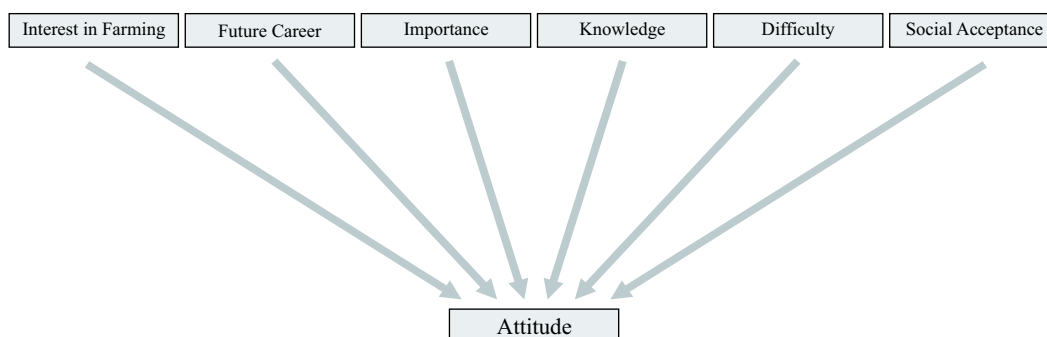 Interest in Farming
Future Career
Importance
Knowledge
Difficulty
Social Acceptance
Attitude